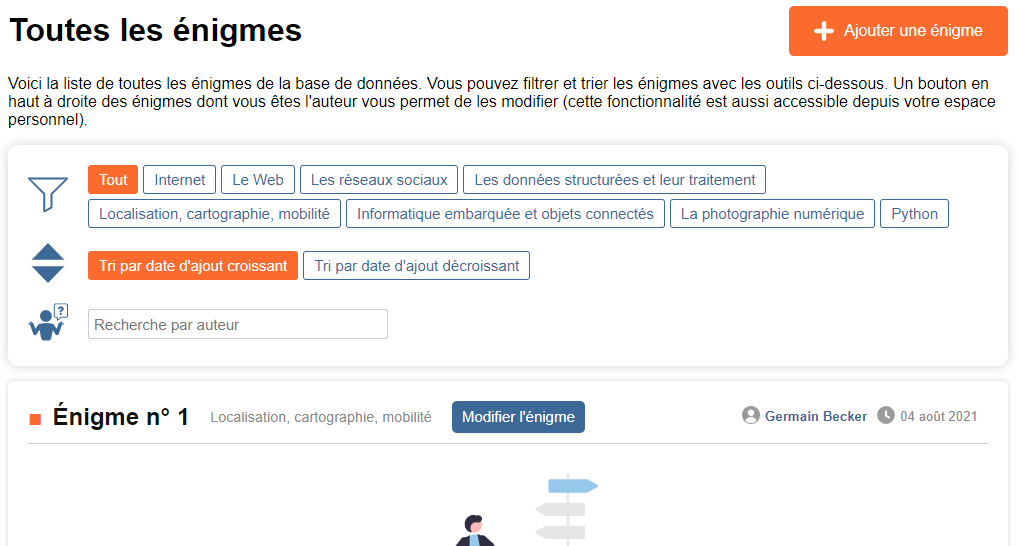 Toutes les énigmes
Ajouter une énigme
Voici la liste de toutes les énigmes de la base de données. Vous pouvez filtrer et trier les énigmes avec les outils ci-dessous. Un bouton en
haut à droite des énigmes dont vous êtes l'auteur vous permet de les modifier (cette fonctionnalité est aussi accessible depuis votre espace
personnel).
Tout Internet Le Web Les réseaux sociaux Les données structurées et leur traitement
Localisation, cartographie, mobilité Informatique embarquée et objets connectés La photographie numérique Python
Tri par date d'ajout croissant Tri par date d'ajout décroissant
?
Recherche par auteur
Énigme n° 1 Localisation, cartographie, mobilité Modifier l'énigme Germain Becker 04 août 2021